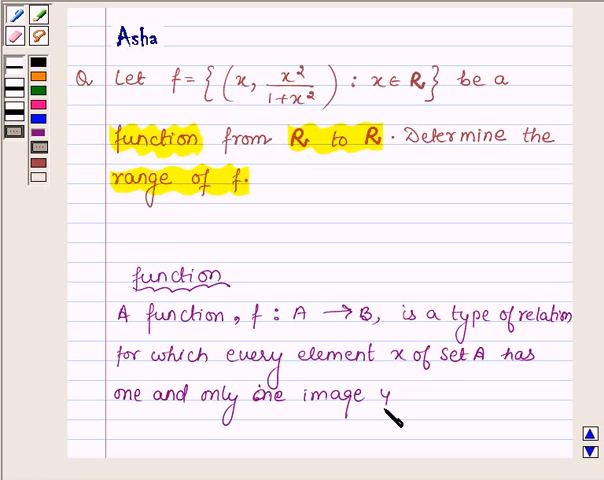 Asha
Q Let f = { ( x, x²/(1+x²) ) : x ∈ R } be a
function from R to R. Determine the
range of f.
function
A function, f : A → B, is a type of relation
for which every element x of set A has
one and only one image y